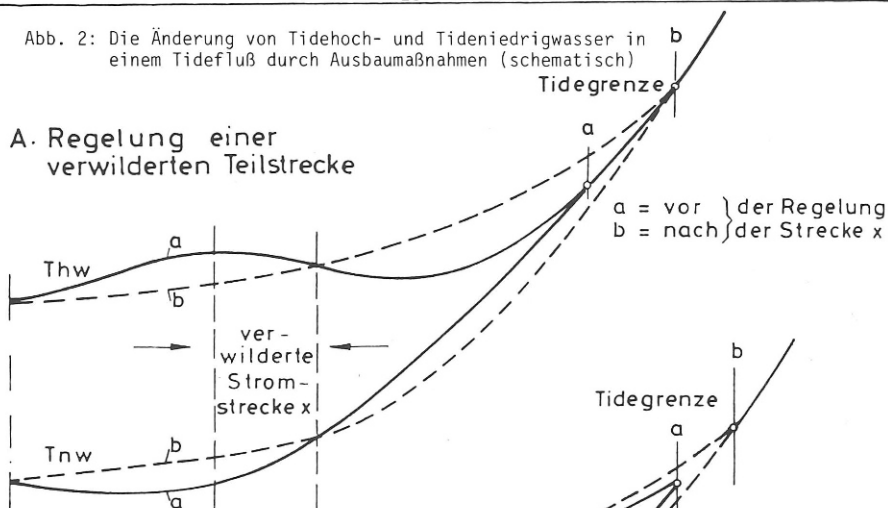 Abb. 2: Die Änderung von Tidehoch- und Tideniedrigwasser in
einem Tidefluß durch Ausbaumaßnahmen (schematisch)
b
Tidegrenze
A. Regelung einer
verwilderten Teilstrecke
a
a = vor } der Regelung
b = nach } der Strecke x
a
Thw
b
ver-
wilderte
Strom-
strecke x
b
Tidegrenze
a
b
Tnw
a